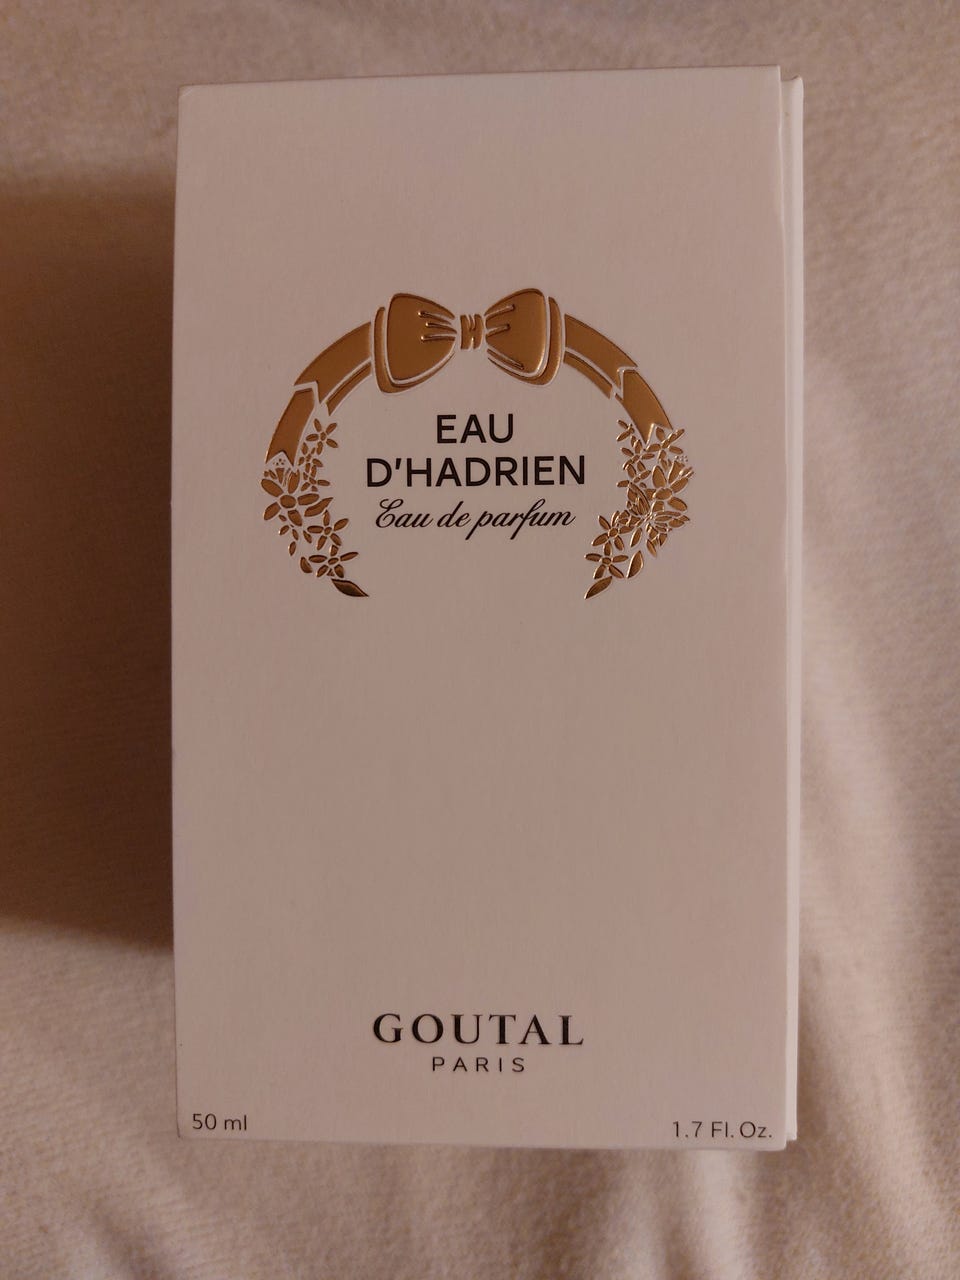 EAU
D'HADRIEN
Eau de parfum
GOUTAL
PARIS
50 ml
1.7 Fl. Oz.